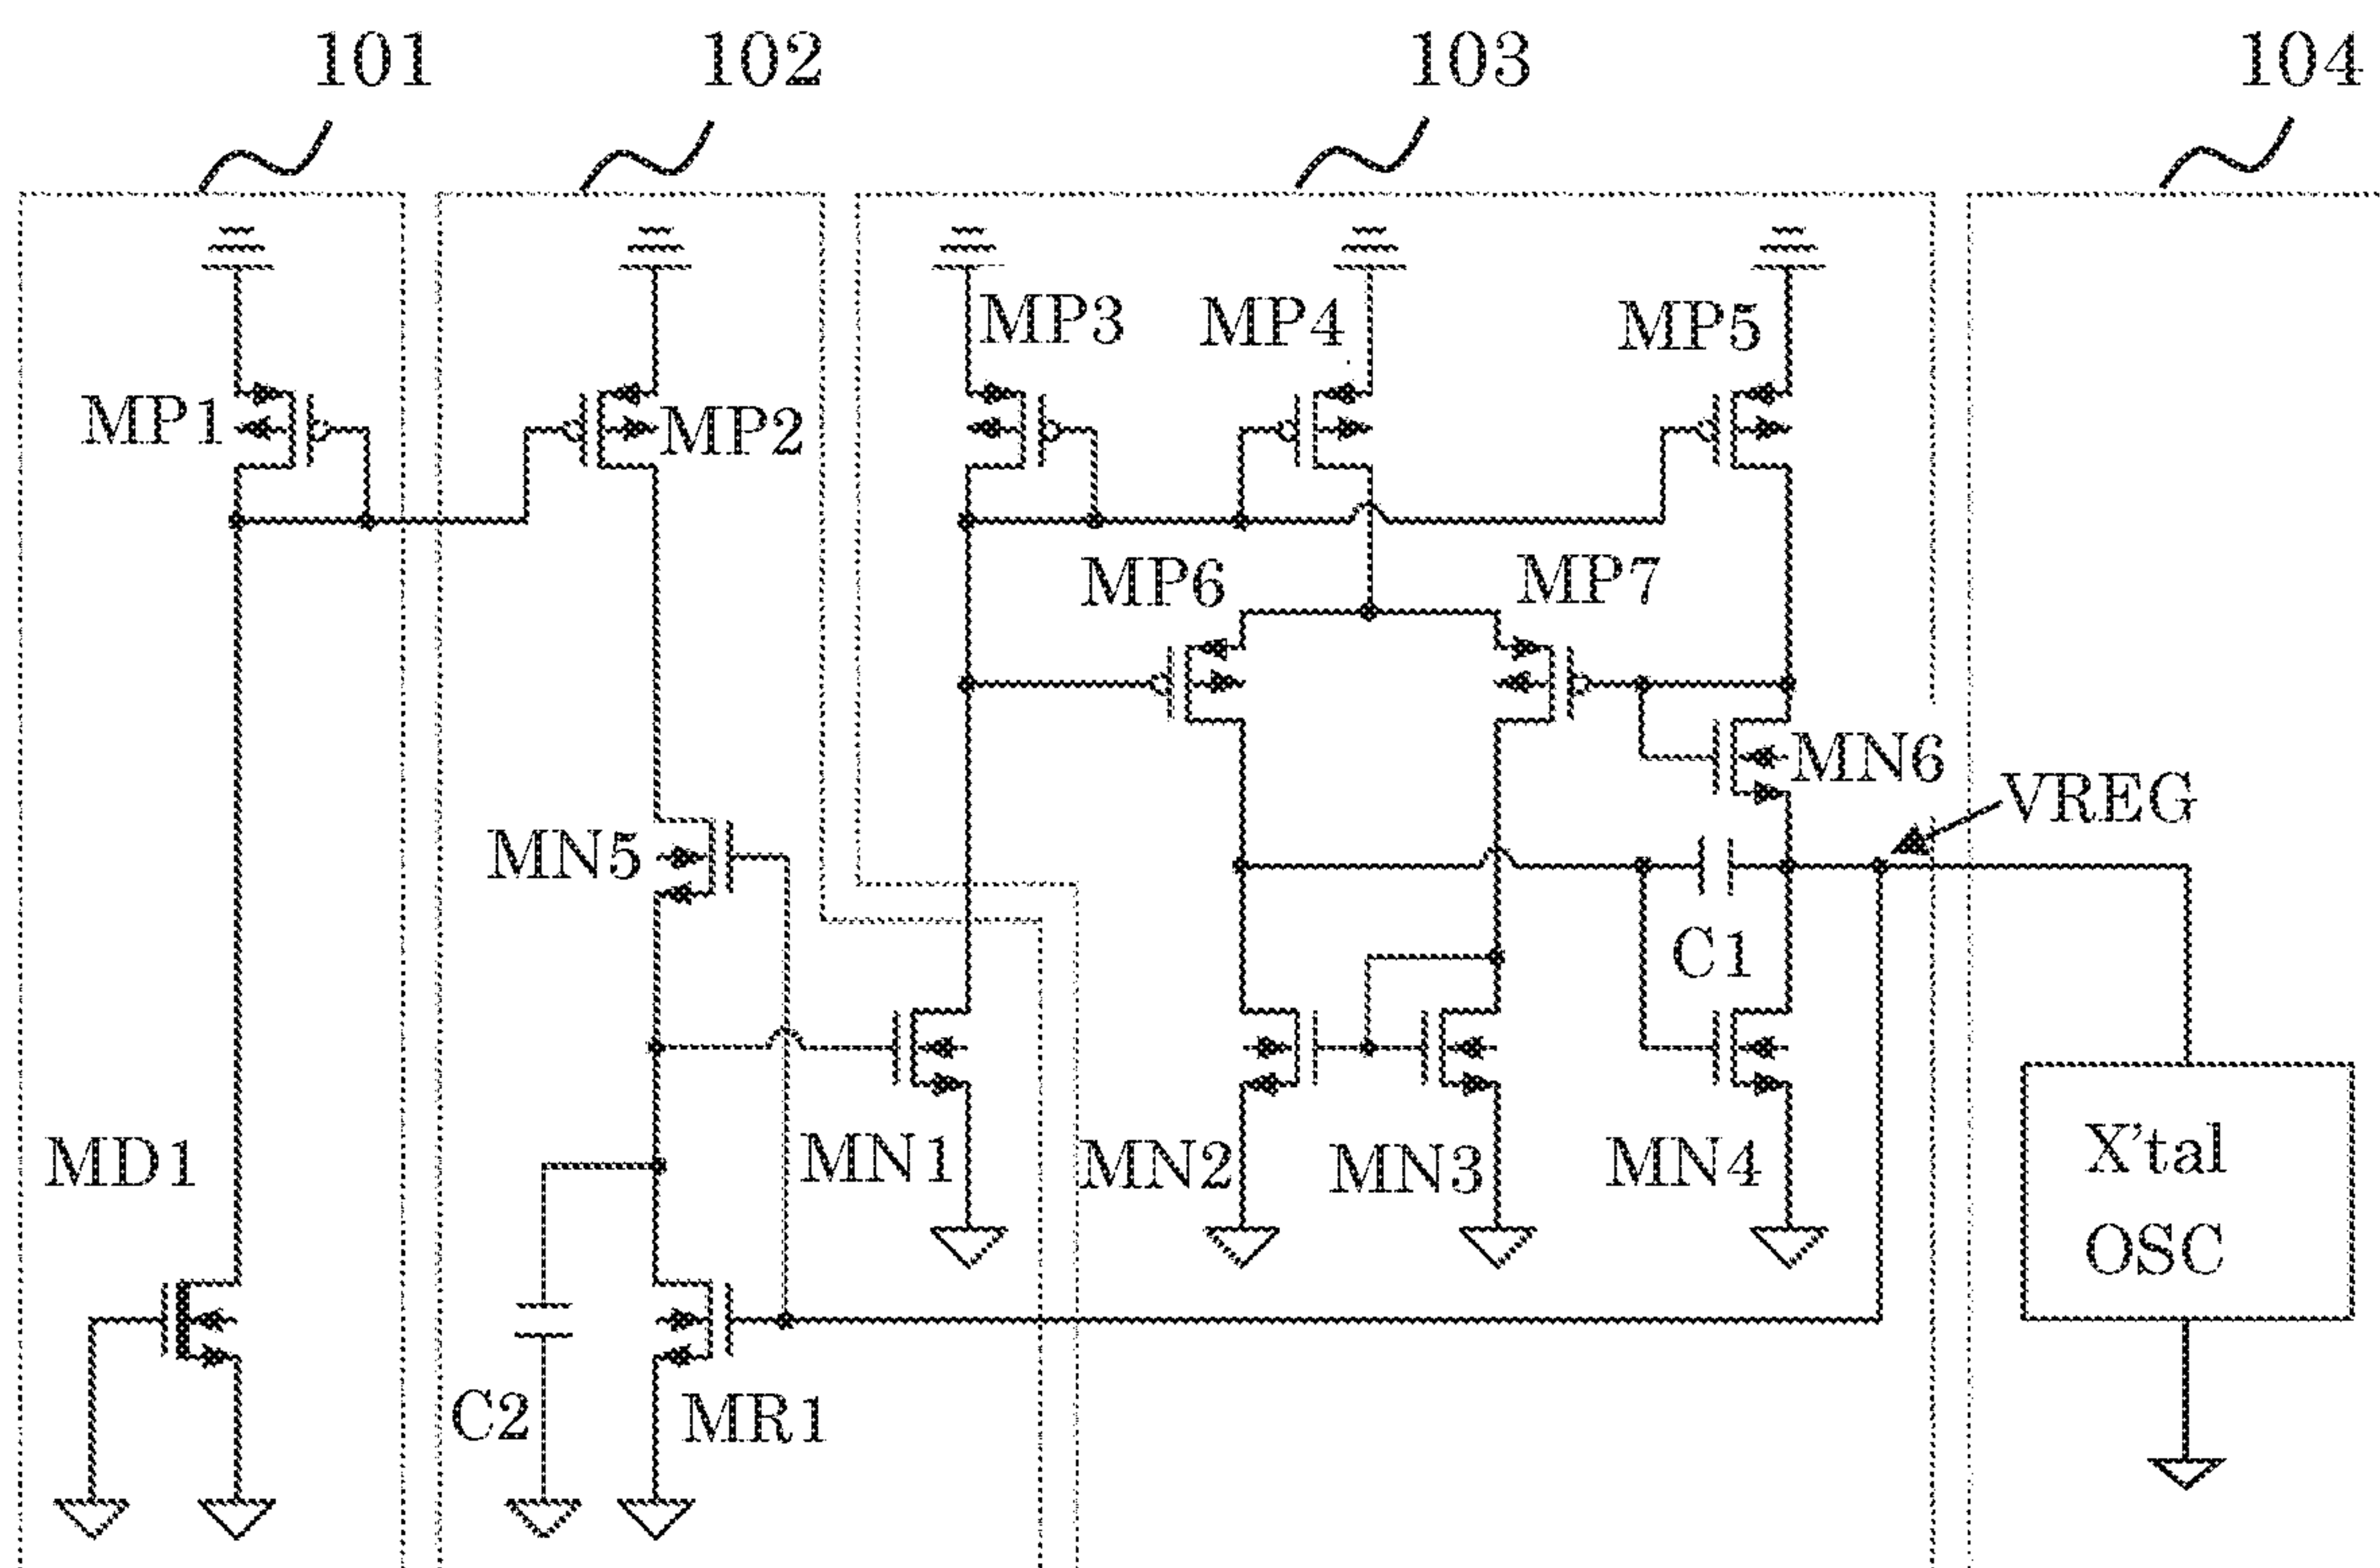 101 102 103 104
MP3 MP4 MP5
MP1 MP2
MP6 MP7
MN6
VREG
MN5
C1
MD1 MN1 MN2 MN3 MN4
X'tal
OSC
C2 MR1